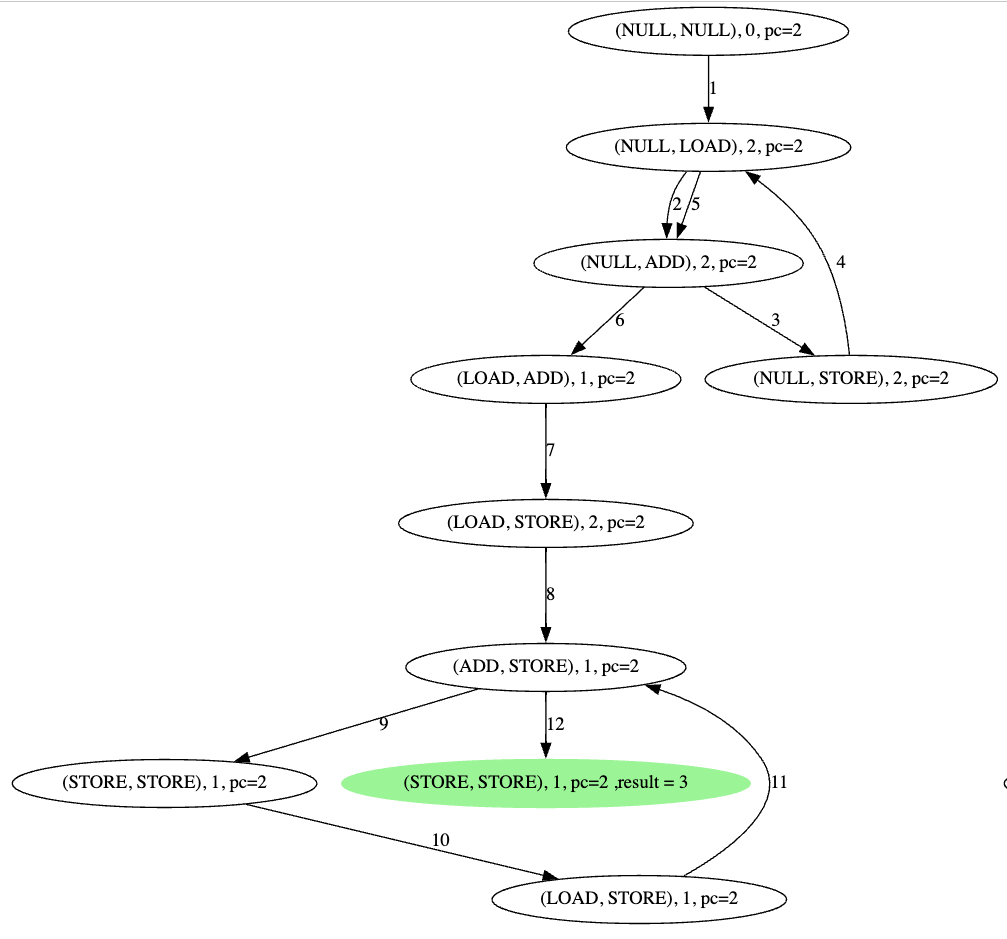 (NULL, NULL), 0, pc=2
1
(NULL, LOAD), 2, pc=2
2
5
4
(NULL, ADD), 2, pc=2
6
3
(LOAD, ADD), 1, pc=2
(NULL, STORE), 2, pc=2
7
(LOAD, STORE), 2, pc=2
8
(ADD, STORE), 1, pc=2
9
12
(STORE, STORE), 1, pc=2
(STORE, STORE), 1, pc=2 ,result = 3
11
10
(LOAD, STORE), 1, pc=2